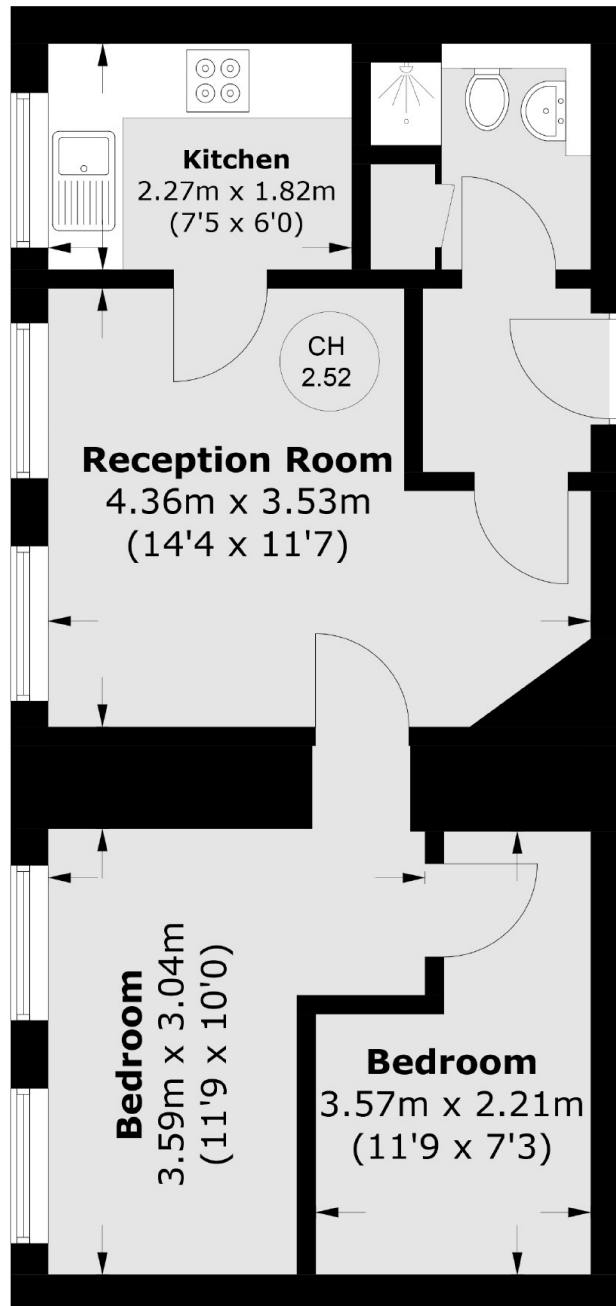 Kitchen
2.27m x 1.82m
(7'5 x 6'0)
CH
2.52
Reception Room
4.36m x 3.53m
(14'4 x 11'7)
Bedroom
3.59m x 3.04m
(11'9 x 10'0)
Bedroom
3.57m x 2.21m
(11'9 x 7'3)